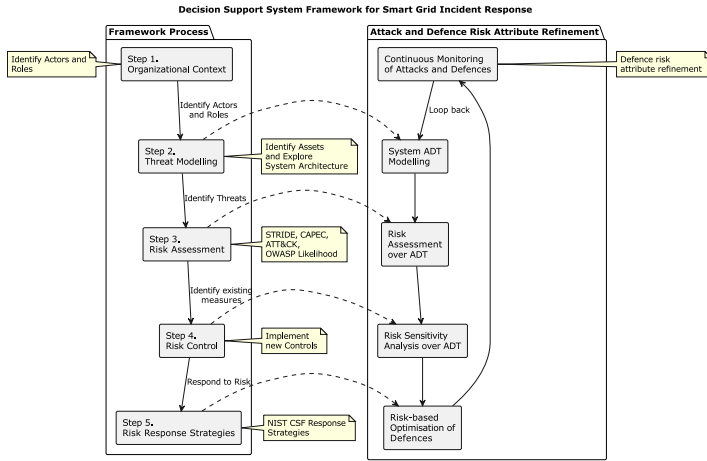 Decision Support System Framework for Smart Grid Incident Response
Framework Process
Identify Actors and
Roles
Step 1.
Organizational Context
Identify Actors
and Roles
Step 2.
Threat Modelling
Identify Assets
and Explore
System Architecture
Identify Threats
Step 3.
Risk Assessment
STRIDE, CAPEC,
ATT&CK,
OWASP Likelihood
Identify existing
measures
Step 4.
Risk Control
Implement
new Controls
Respond to Risk
Step 5.
Risk Response Strategies
NIST CSF Response
Strategies
Attack and Defence Risk Attribute Refinement
Continuous Monitoring
of Attacks and Defences
Defence risk
attribute refinement
Loop back
System ADT
Modelling
Risk
Assessment
over ADT
Risk Sensitivity
Analysis over ADT
Risk-based
Optimisation of
Defences